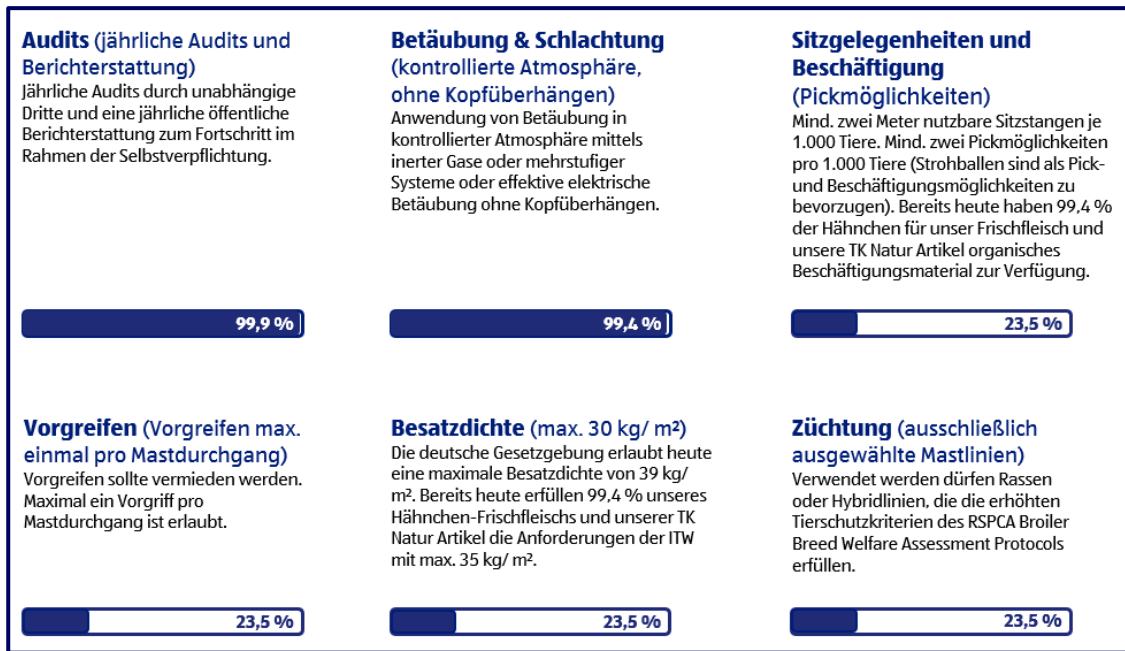 Audits (jährliche Audits und
Berichterstattung)
Jährliche Audits durch unabhängige
Dritte und eine jährliche öffentliche
Berichterstattung zum Fortschritt im
Rahmen der Selbstverpflichtung.
99,9 %
Betäubung & Schlachtung
(kontrollierte Atmosphäre,
ohne Kopfüberhängen)
Anwendung von Betäubung in
kontrollierter Atmosphäre mittels
inerter Gase oder mehrstufiger
Systeme oder effektive elektrische
Betäubung ohne Kopfüberhängen.
99,4 %
Sitzgelegenheiten und
Beschäftigung
(Pickmöglichkeiten)
Mind. zwei Meter nutzbare Sitzstangen je
1.000 Tiere. Mind. zwei Pickmöglichkeiten
pro 1.000 Tiere (Strohballen sind als Pick-
und Beschäftigungsmöglichkeiten zu
bevorzugen). Bereits heute haben 99,4 %
der Hähnchen für unser Frischfleisch und
unsere TK Natur Artikel organisches
Beschäftigungsmaterial zur Verfügung.
23,5 %
Vorgreifen (Vorgreifen max.
einmal pro Mastdurchgang)
Vorgreifen sollte vermieden werden.
Maximal ein Vorgriff pro
Mastdurchgang ist erlaubt.
23,5 %
Besatzdichte (max. 30 kg/ m²)
Die deutsche Gesetzgebung erlaubt heute
eine maximale Besatzdichte von 39 kg/
m². Bereits heute erfüllen 99,4 % unseres
Hähnchen-Frischfleischs und unserer TK
Natur Artikel die Anforderungen der ITW
mit max. 35 kg/ m².
23,5 %
Züchtung (ausschließlich
ausgewählte Mastlinien)
Verwendet werden dürfen Rassen
oder Hybridlinien, die die erhöhten
Tierschutzkriterien des RSPCA Broiler
Breed Welfare Assessment Protocols
erfüllen.
23,5 %